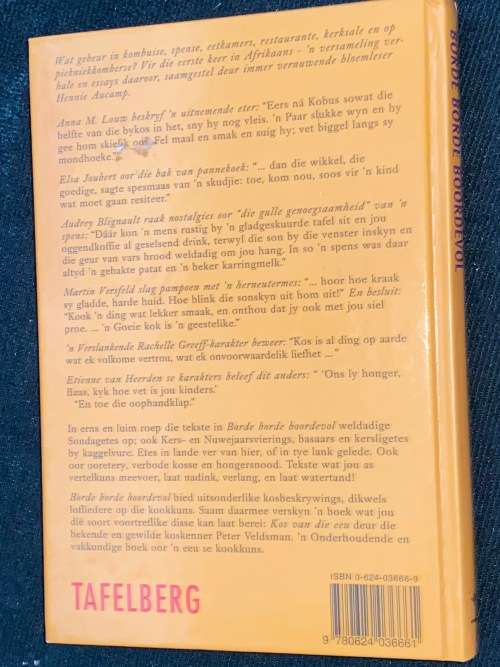 Wat gebeur in kombuise, spense, eetkamers, restaurante, kerksale en op
piekniekkomberse? Vir die eerste keer in Afrikaans - 'n versameling ver-
hale en essays daaroor, saamgestel deur immer vernuwende bloemleser
Hennie Aucamp.
Anna M. Louw beskryf 'n uitnemende eter: "Eers ná Kobus sowat die
helfte van die bykos in het, sny hy nog vleis. 'n Paar slukke wyn en hy
gee hom skielik oor. Fel maal en smak en suig hy; vet biggel langs sy
mondhoeke."
Elsa Joubert oor die bak van pannekoek: "... dan die wikkel, die
goedige, sagte spesmaas van 'n skudjie: toe, kom nou, soos vir 'n kind
wat moet gaan resiteer."
Audrey Blignault raak nostalgies oor "die gulle genoegsaamheid" van 'n
spens: "Dáár kon 'n mens rustig by 'n gladgeskuurde tafel sit en jou
oggendkoffie al geselsend drink, terwyl die son by die venster inskyn en
die geur van vars brood weldadig om jou hang. In so 'n spens was daar
altyd 'n gebakte patat en 'n beker karringmelk."
Martin Versfeld slag pampoen met 'n herneutermes: "... hoor hoe kraak
sy gladde, harde huid. Hoe blink die sonskyn uit hom uit!" En besluit:
"Kook 'n ding wat lekker smaak, en onthou dat jy ook met jou siel
proe. ... 'n Goeie kok is 'n geestelike."
'n Verslankende Rachelle Greeff-karakter beweer: "Kos is al ding op aarde
wat ek volkome vertrou, wat ek onvoorwaardelik liefhet ..."
Etienne van Heerden se karakters beleef dit anders: " 'Ons ly honger,
Baas, kyk hoe vet is jou kinders.'
"En toe die oophandklap."
In erns en luim roep die tekste in Borde borde boordevol weldadige
Sondagetes op; ook Kers- en Nuwejaarsvierings, basaars en kersligetes
by kaggelvure. Etes in lande ver van hier, of in tye lank gelede. Ook
oor ooretery, verbode kosse en hongersnood. Tekste wat jou as
vertelkuns meevoer, laat nadink, verlang, en laat watertand!
Borde borde boordevol bied uitsonderlike kosbeskrywings, dikwels
lofliedere op die kookkuns. Saam daarmee verskyn 'n boek wat jou
dié soort voortreflike disse kan laat berei: Kos van die eeu deur die
bekende en gewilde koskenner Peter Veldsman. 'n Onderhoudende en
vakkundige boek oor 'n eeu se kookkuns.
TAFELBERG
ISBN 0-624-03666-9
9 780624 036661
BORDE BORDE BOORDEVOL